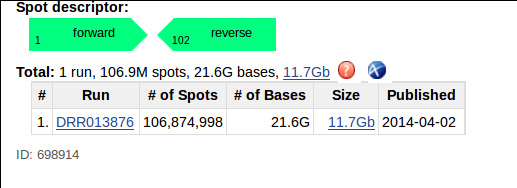 Spot descriptor:
forward reverse
1 102
Total: 1 run, 106.9M spots, 21.6G bases, 11.7Gb ?
# Run # of Spots # of Bases Size Published
1. DRR013876 106,874,998 21.6G 11.7Gb 2014-04-02
ID: 698914